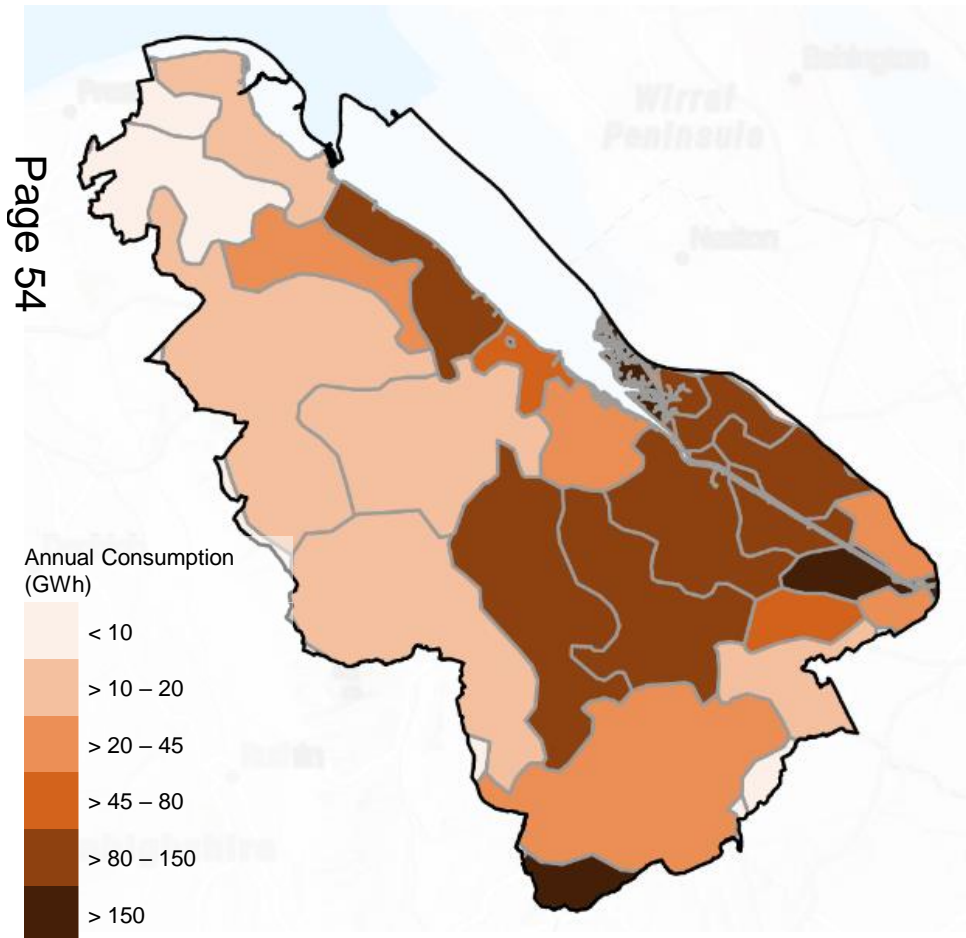 Page 54
Wirral
Peninsula
Neston
Annual Consumption
(GWh)
< 10
> 10 – 20
> 20 – 45
> 45 – 80
> 80 – 150
> 150